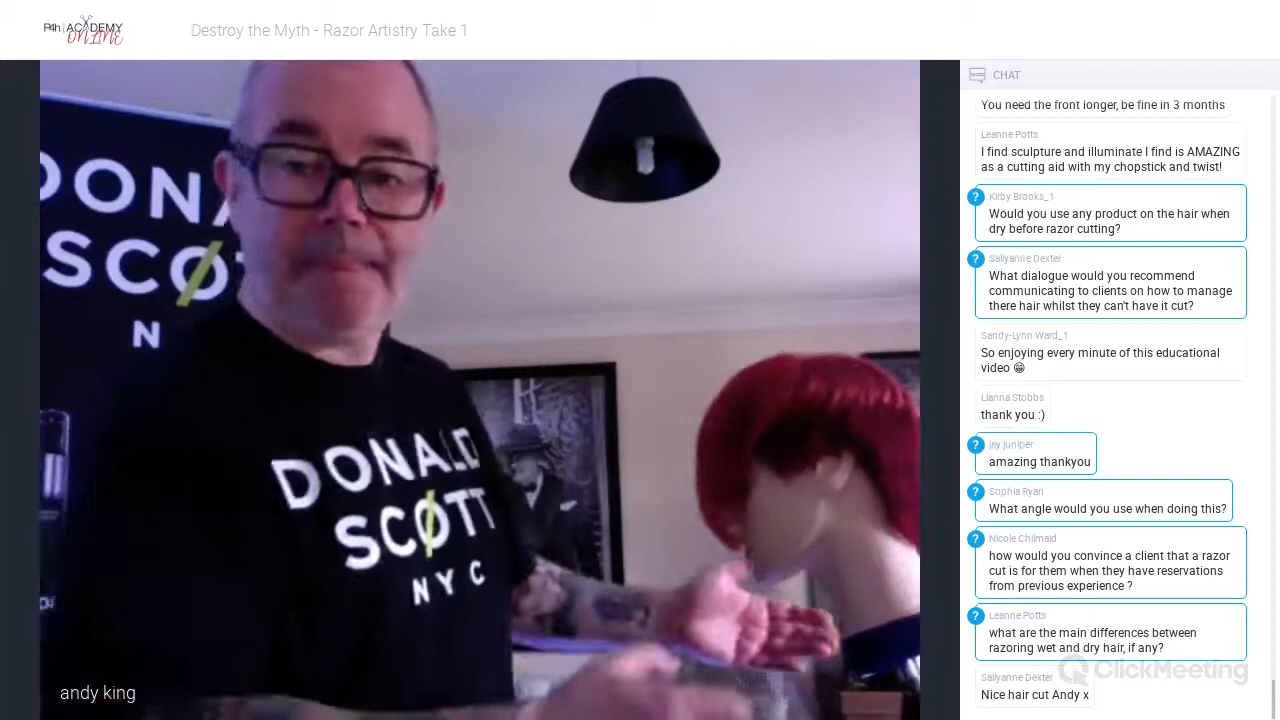 P4h | ACADEMY
ONLINE
Destroy the Myth - Razor Artistry Take 1
DONA
SCØT
N
DONALD
SCØTT
NYC
andy king
CHAT
You need the front longer, be fine in 3 months
Leanne Potts
I find sculpture and illuminate I find is AMAZING
as a cutting aid with my chopstick and twist!
? Kirby Brooks_1
Would you use any product on the hair when
dry before razor cutting?
? Sallyanne Dexter
What dialogue would you recommend
communicating to clients on how to manage
there hair whilst they can't have it cut?
Sandy-Lynn Ward_1
So enjoying every minute of this educational
video 😁
Lianna Stobbs
thank you :)
? jey juniper
amazing thankyou
? Sophia Ryan
What angle would you use when doing this?
? Nicole Chilmaid
how would you convince a client that a razor
cut is for them when they have reservations
from previous experience ?
? Leanne Potts
what are the main differences between
razoring wet and dry hair, if any?
ClickMeeting
Sallyanne Dexter
Nice hair cut Andy x